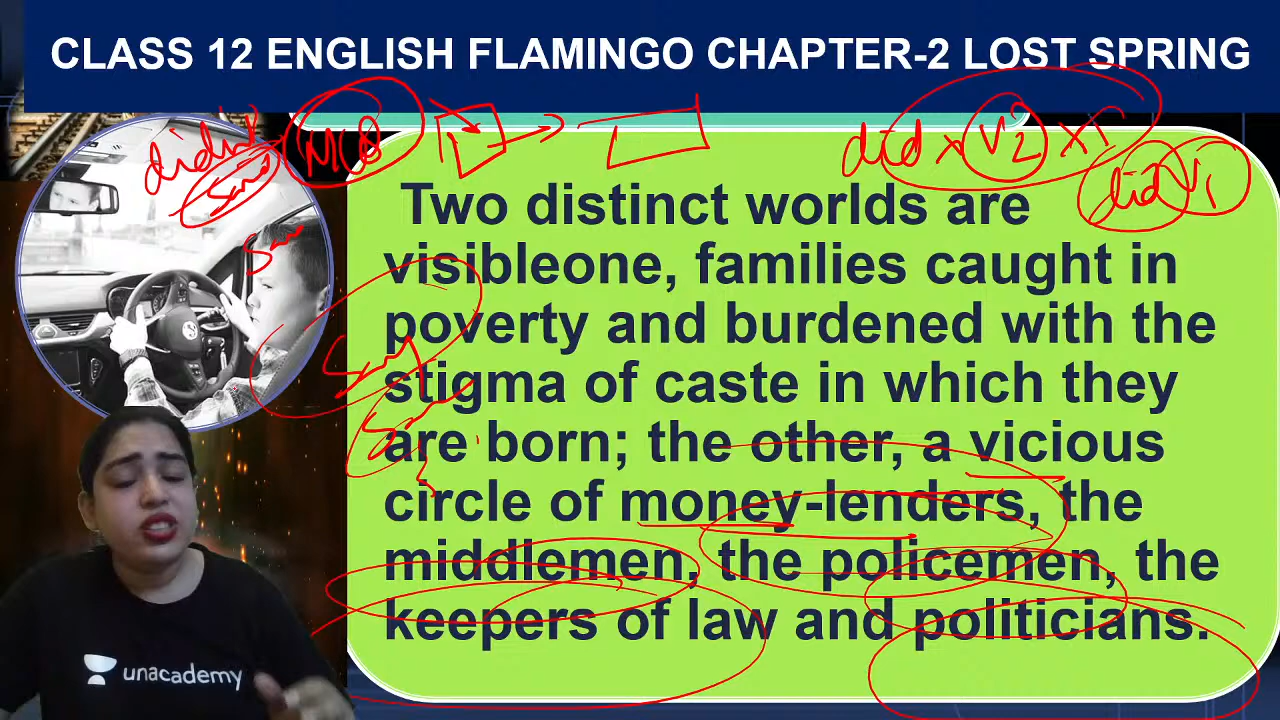 CLASS 12 ENGLISH FLAMINGO CHAPTER-2 LOST SPRING
did x V2 x
did V1
Two distinct worlds are
visibleone, families caught in
poverty and burdened with the
stigma of caste in which they
are born; the other, a vicious
circle of money-lenders, the
middlemen, the policemen, the
keepers of law and politicians.
unacademy